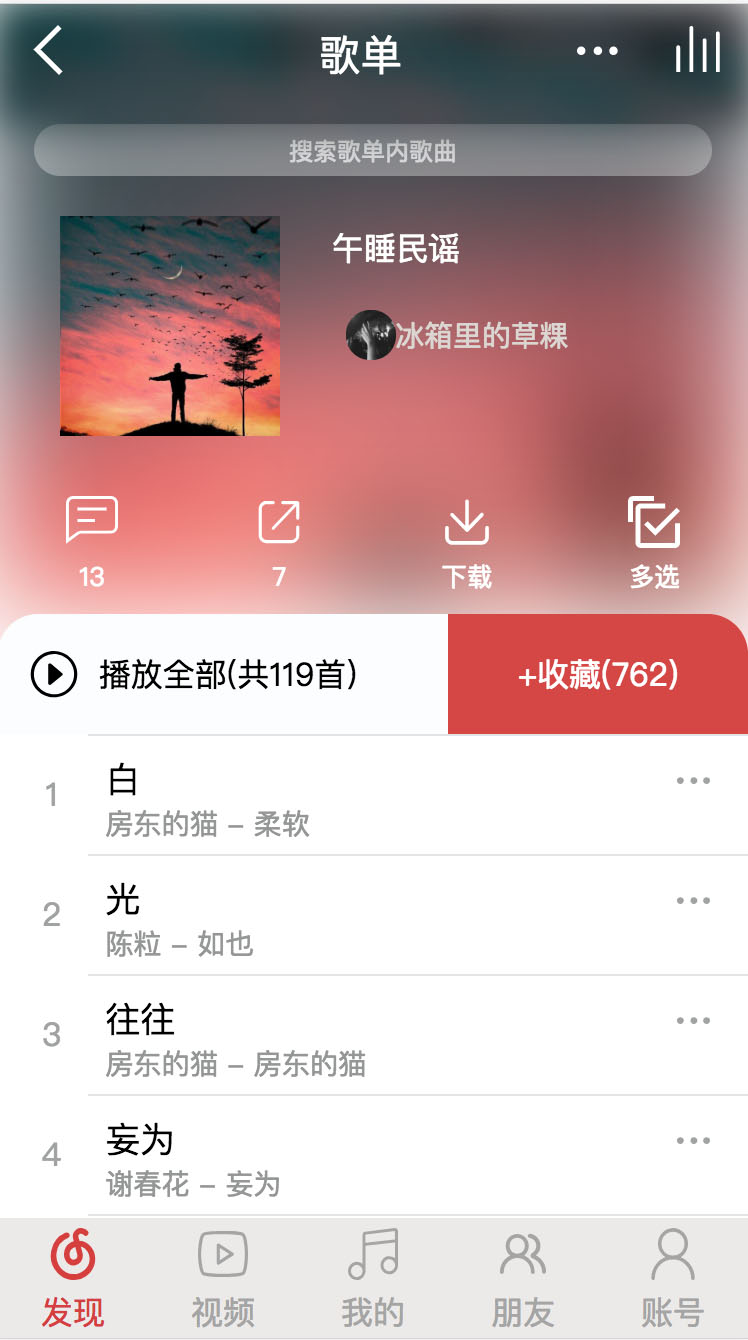 歌单
搜索歌单内歌曲
午睡民谣
冰箱里的草粿
13
7
下载
多选
播放全部(共119首)
+收藏(762)
1
白
房东的猫 – 柔软
2
光
陈粒 – 如也
3
往往
房东的猫 – 房东的猫
4
妄为
谢春花 – 妄为
发现
视频
我的
朋友
账号